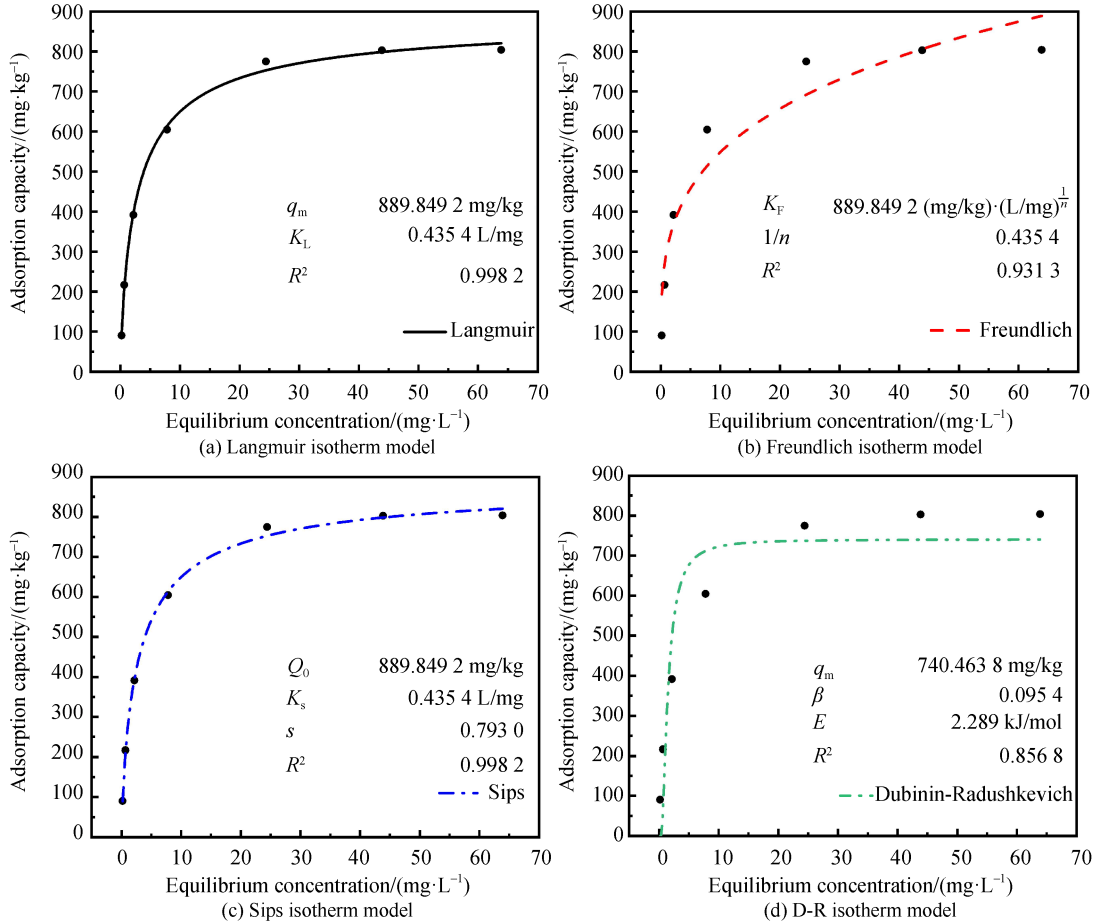 900
800
700
600
500
400
300
200
100
0
Adsorption capacity/(mg·kg⁻¹)
q_m 889.849 2 mg/kg
K_L 0.435 4 L/mg
R² 0.998 2
Langmuir
0 10 20 30 40 50 60 70
Equilibrium concentration/(mg·L⁻¹)
(a) Langmuir isotherm model
900
800
700
600
500
400
300
200
100
0
Adsorption capacity/(mg·kg⁻¹)
K_F 889.849 2 (mg/kg)·(L/mg)^(1/n)
1/n 0.435 4
R² 0.931 3
Freundlich
0 10 20 30 40 50 60 70
Equilibrium concentration/(mg·L⁻¹)
(b) Freundlich isotherm model
900
800
700
600
500
400
300
200
100
0
Adsorption capacity/(mg·kg⁻¹)
Q₀ 889.849 2 mg/kg
K_s 0.435 4 L/mg
s 0.793 0
R² 0.998 2
Sips
0 10 20 30 40 50 60 70
Equilibrium concentration/(mg·L⁻¹)
(c) Sips isotherm model
900
800
700
600
500
400
300
200
100
0
Adsorption capacity/(mg·kg⁻¹)
q_m 740.463 8 mg/kg
β 0.095 4
E 2.289 kJ/mol
R² 0.856 8
Dubinin-Radushkevich
0 10 20 30 40 50 60 70
Equilibrium concentration/(mg·L⁻¹)
(d) D-R isotherm model